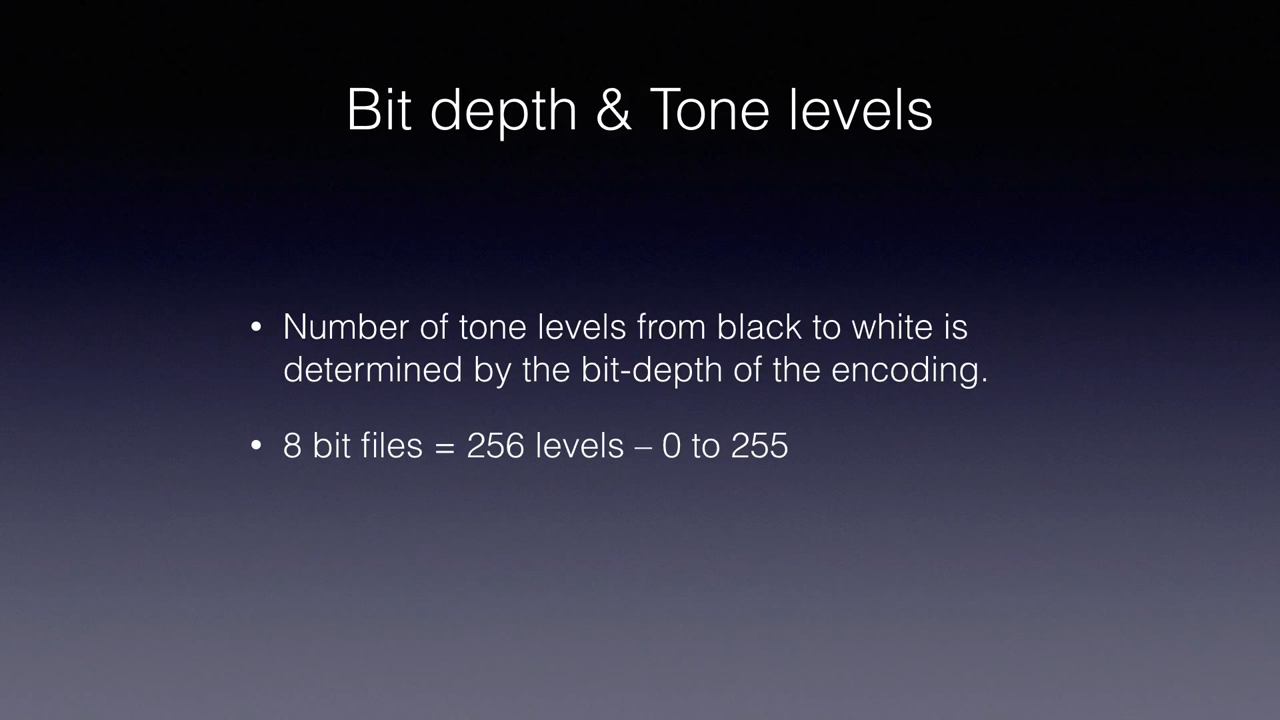 Bit depth & Tone levels
• Number of tone levels from black to white is
determined by the bit-depth of the encoding.
• 8 bit files = 256 levels – 0 to 255